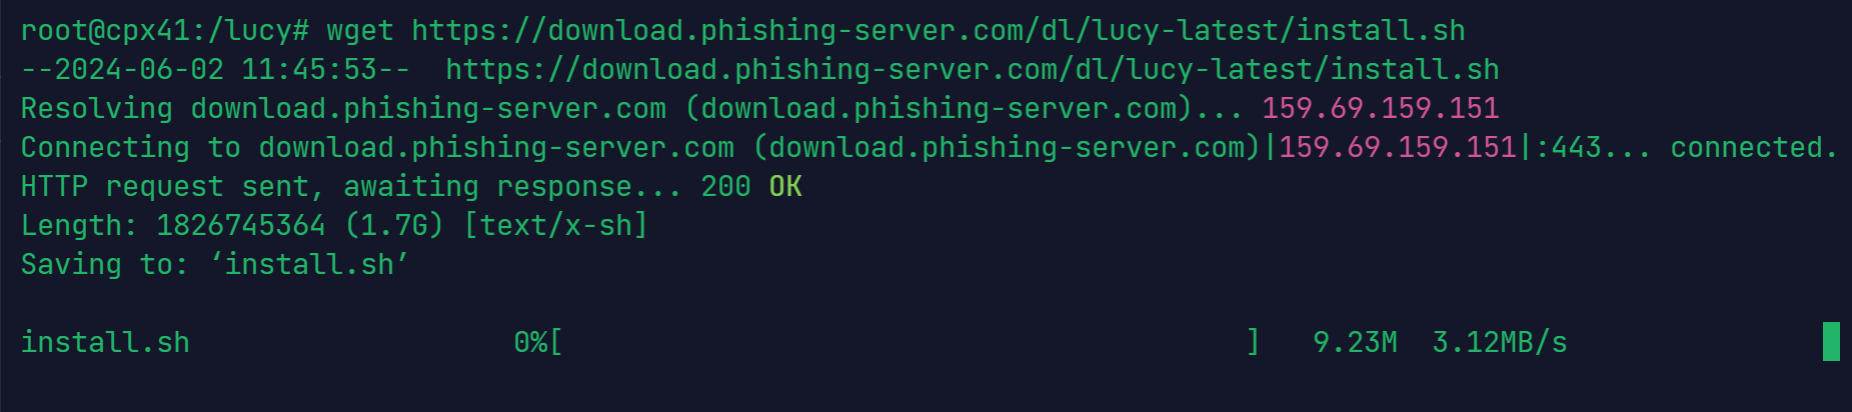 root@cpx41:/lucy# wget https://download.phishing-server.com/dl/lucy-latest/install.sh
--2024-06-02 11:45:53--  https://download.phishing-server.com/dl/lucy-latest/install.sh
Resolving download.phishing-server.com (download.phishing-server.com)... 159.69.159.151
Connecting to download.phishing-server.com (download.phishing-server.com)|159.69.159.151|:443... connected.
HTTP request sent, awaiting response... 200 OK
Length: 1826745364 (1.7G) [text/x-sh]
Saving to: ‘install.sh’
install.sh                   0%[                                        ]   9.23M  3.12MB/s